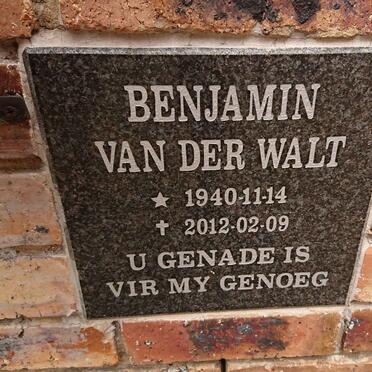 BENJAMIN
VAN DER WALT
★ 1940-11-14
✝ 2012-02-09
U GENADE IS
VIR MY GENOEG